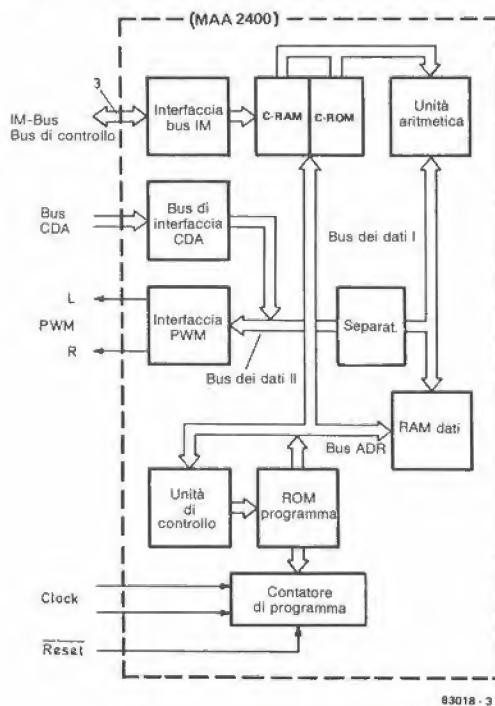 (MAA 2400)
3
IM-Bus
Bus di controllo
Interfaccia
bus IM
C-RAM
C-ROM
Unità
aritmetica
Bus
CDA
Bus di
interfaccia
CDA
Bus dei dati I
L
PWM
R
Interfaccia
PWM
Separat.
Bus dei dati II
RAM dati
Bus ADR
Unità
di
controllo
ROM
programma
Clock
Contatore
di programma
Reset
83018 - 3